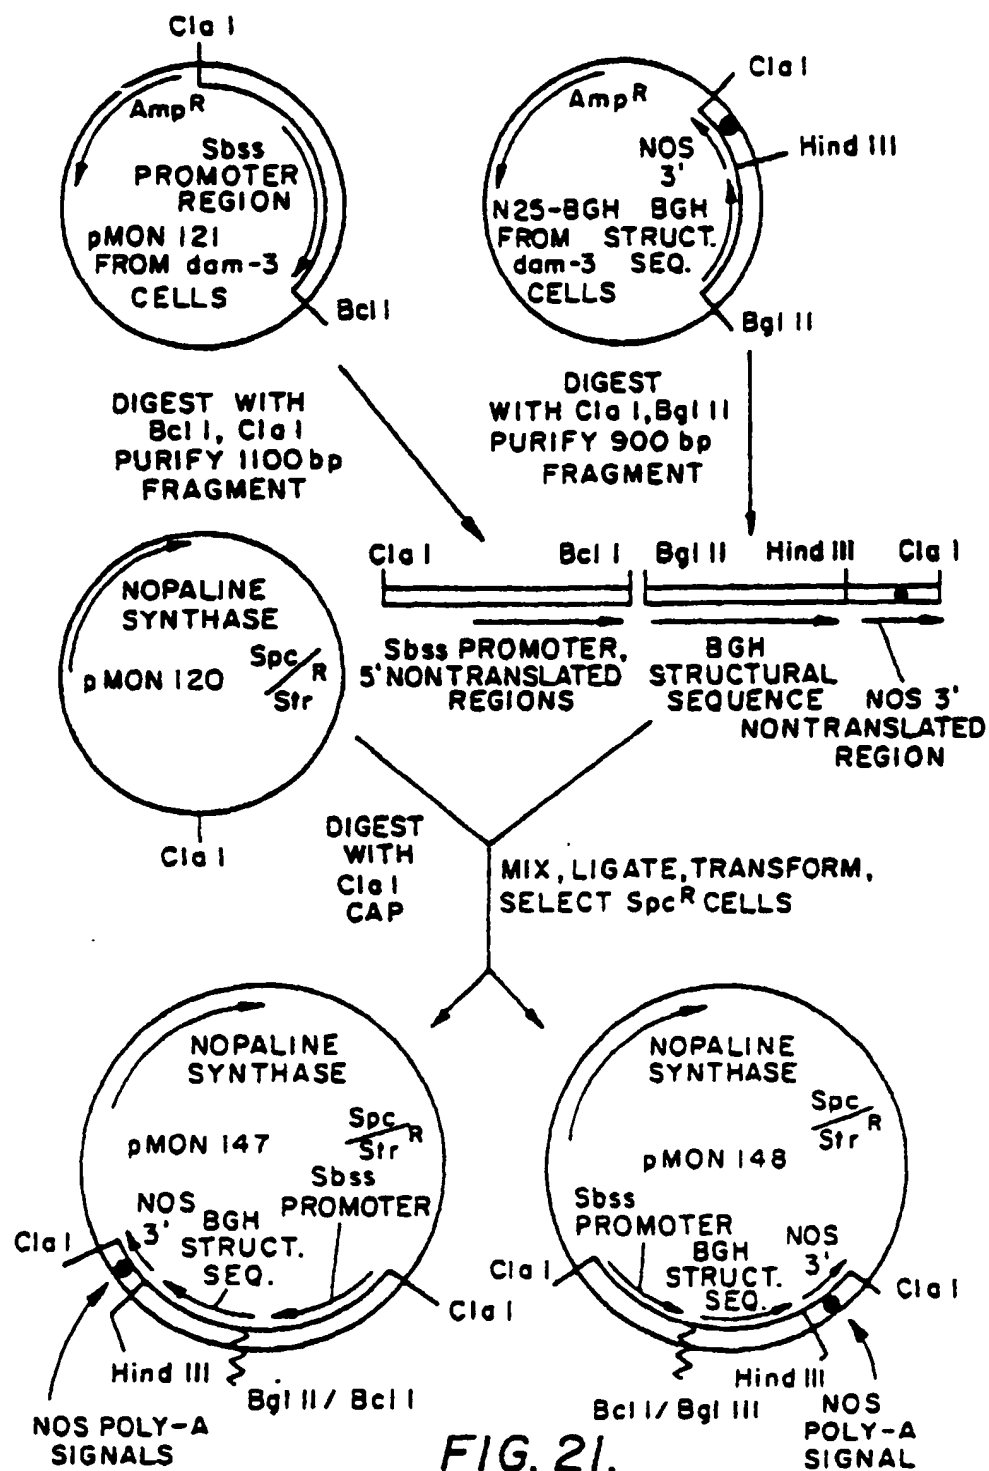 Cla I
Amp R
Sbss
PROMOTER
REGION
pMON 121
FROM dam-3
CELLS
Bcl I
Cla I
Amp R
Hind III
NOS
3'
N25-BGH
FROM
dam-3
CELLS
BGH
STRUCT.
SEQ.
Bgl II
DIGEST WITH
Bcl I, Cla I
PURIFY 1100bp
FRAGMENT
DIGEST
WITH Cla I, Bgl II
PURIFY 900 bp
FRAGMENT
NOPALINE
SYNTHASE
pMON 120
Spc/Str R
Cla I
Cla I
Bcl I
Bgl II
Hind III
Cla I
Sbss PROMOTER,
5' NONTRANSLATED
REGIONS
BGH
STRUCTURAL
SEQUENCE
NOS 3'
NONTRANSLATED
REGION
DIGEST
WITH
Cla I
CAP
MIX, LIGATE, TRANSFORM,
SELECT Spc R CELLS
NOPALINE
SYNTHASE
Spc/Str R
pMON 147
Sbss
PROMOTER
NOS
3'
BGH
STRUCT.
SEQ.
Cla I
Cla I
Hind III
Bgl II / Bcl I
NOS POLY-A
SIGNALS
NOPALINE
SYNTHASE
Spc/Str R
pMON 148
Sbss
PROMOTER
BGH
STRUCT.
SEQ.
NOS
3'
Cla I
Cla I
Hind III
Bcl I / Bgl III
NOS
POLY-A
SIGNAL
FIG. 21.